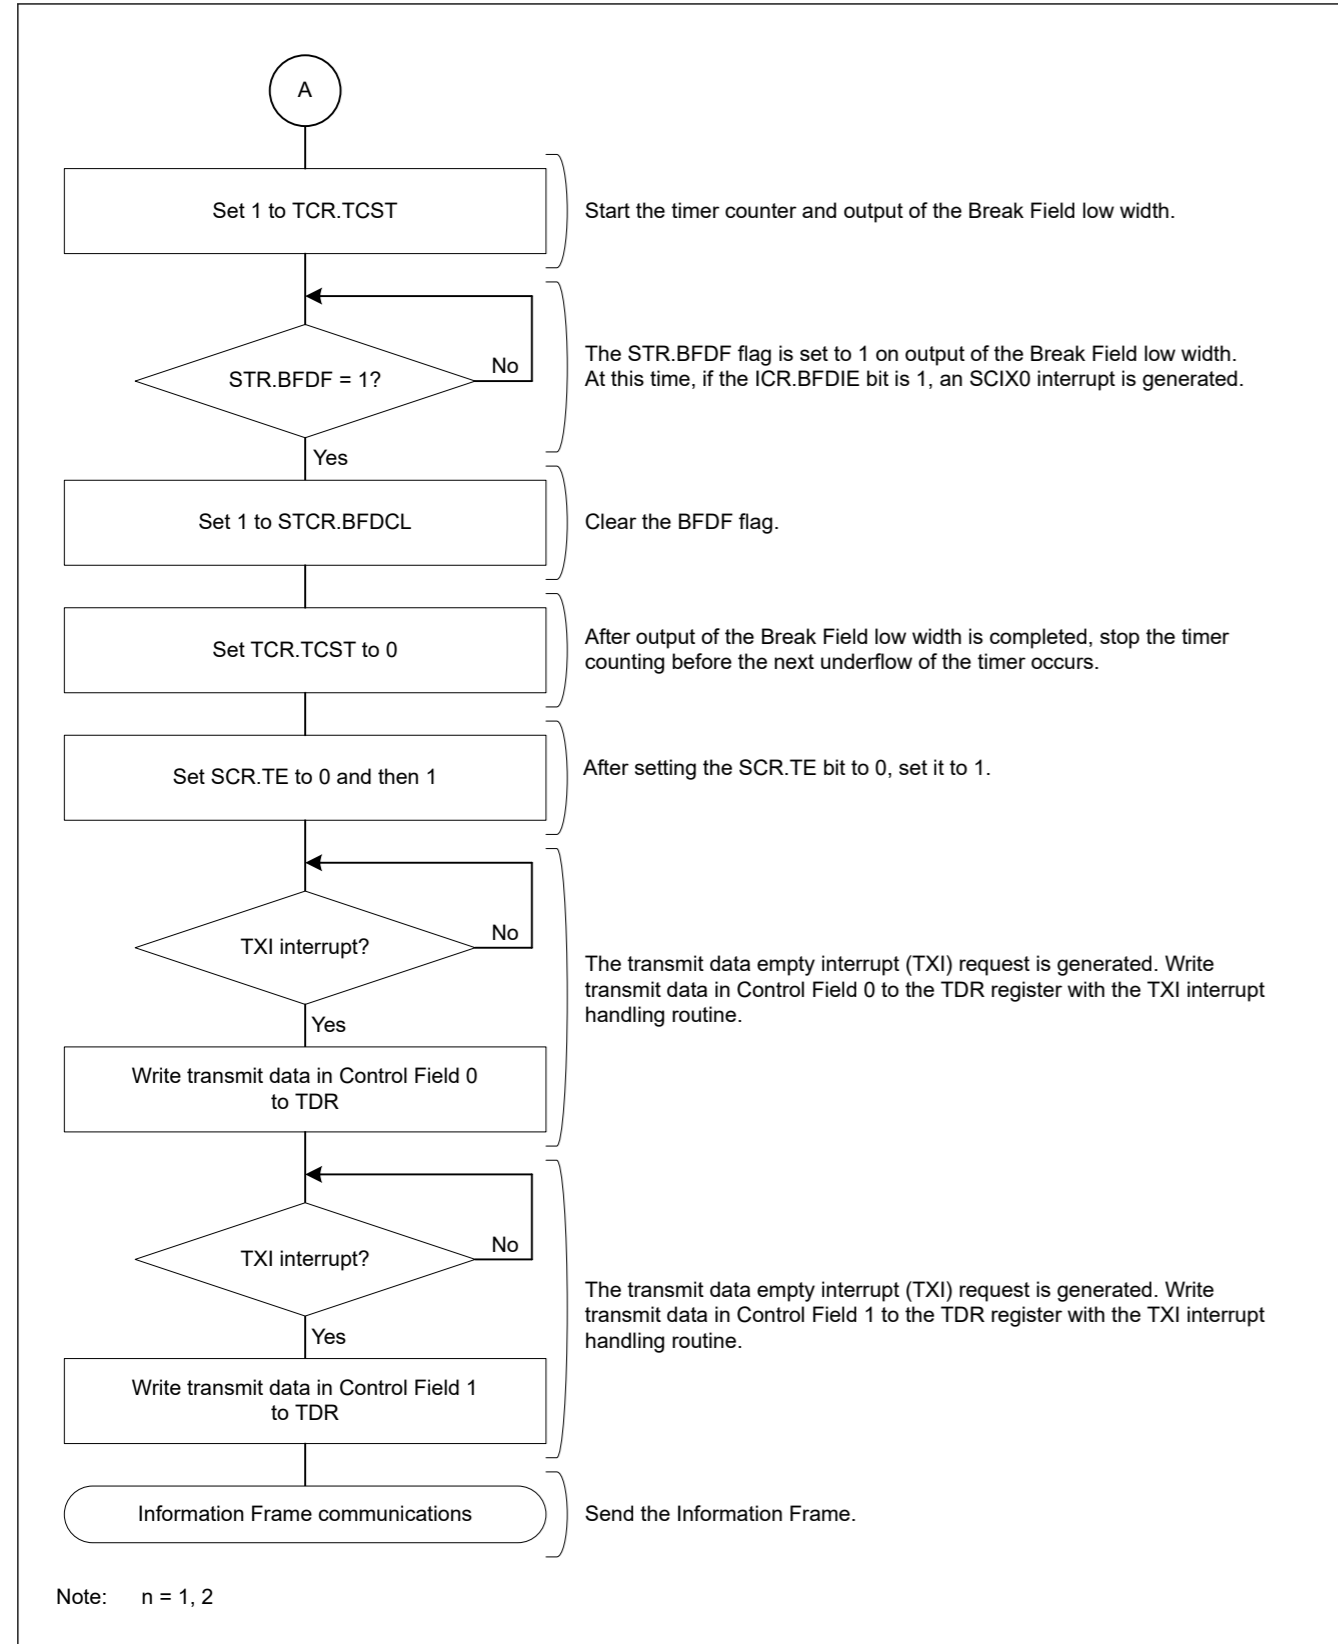 A
Set 1 to TCR.TCST
Start the timer counter and output of the Break Field low width.
STR.BFDF = 1?
No
The STR.BFDF flag is set to 1 on output of the Break Field low width.
At this time, if the ICR.BFDIE bit is 1, an SCIX0 interrupt is generated.
Yes
Set 1 to STCR.BFDCL
Clear the BFDF flag.
Set TCR.TCST to 0
After output of the Break Field low width is completed, stop the timer
counting before the next underflow of the timer occurs.
Set SCR.TE to 0 and then 1
After setting the SCR.TE bit to 0, set it to 1.
TXI interrupt?
No
The transmit data empty interrupt (TXI) request is generated. Write
transmit data in Control Field 0 to the TDR register with the TXI interrupt
handling routine.
Yes
Write transmit data in Control Field 0
to TDR
TXI interrupt?
No
The transmit data empty interrupt (TXI) request is generated. Write
transmit data in Control Field 1 to the TDR register with the TXI interrupt
handling routine.
Yes
Write transmit data in Control Field 1
to TDR
Information Frame communications
Send the Information Frame.
Note: n = 1, 2